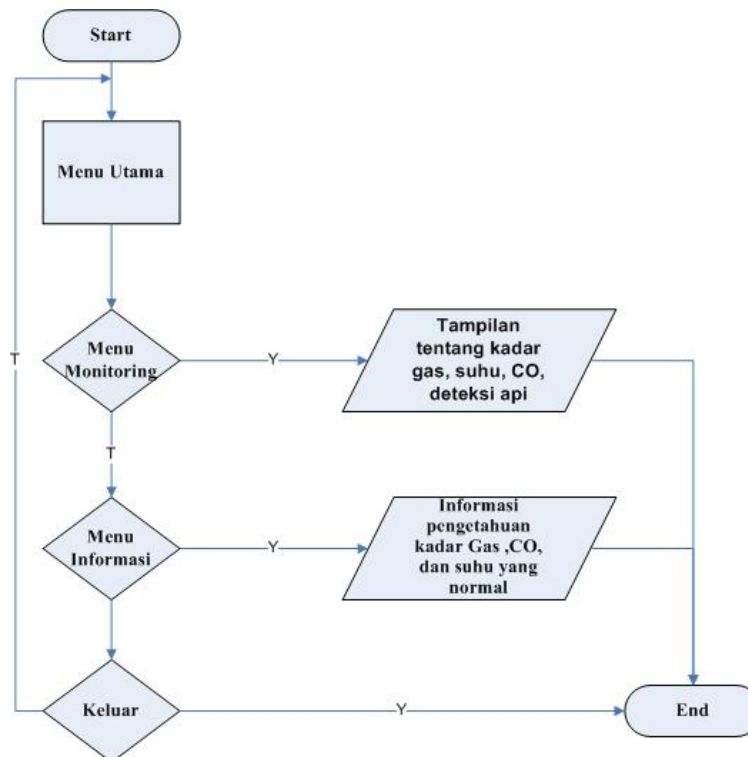 Start
Menu Utama
Menu
Monitoring
Y
Tampilan
tentang kadar
gas, suhu, CO,
deteksi api
T
T
Menu
Informasi
Y
Informasi
pengetahuan
kadar Gas ,CO,
dan suhu yang
normal
Keluar
Y
End